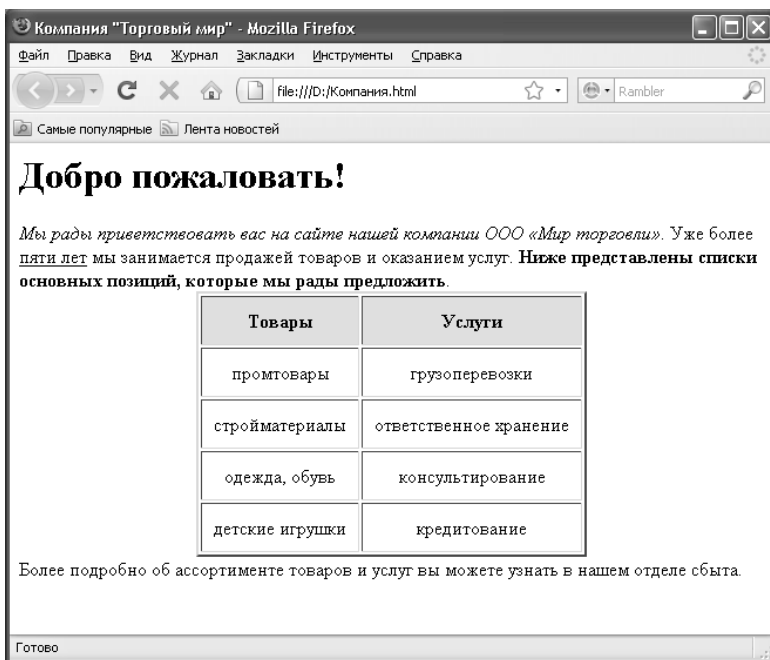 Компания "Торговый мир" - Mozilla Firefox
Файл Правка Вид Журнал Закладки Инструменты Справка
file:///D:/Компания.html Rambler
Самые популярные Лента новостей
Добро пожаловать!
Мы рады приветствовать вас на сайте нашей компании ООО «Мир торговли». Уже более
пяти лет мы занимается продажей товаров и оказанием услуг. Ниже представлены списки
основных позиций, которые мы рады предложить.
Товары Услуги
промтовары грузоперевозки
стройматериалы ответственное хранение
одежда, обувь консультирование
детские игрушки кредитование
Более подробно об ассортименте товаров и услуг вы можете узнать в нашем отделе сбыта.
Готово